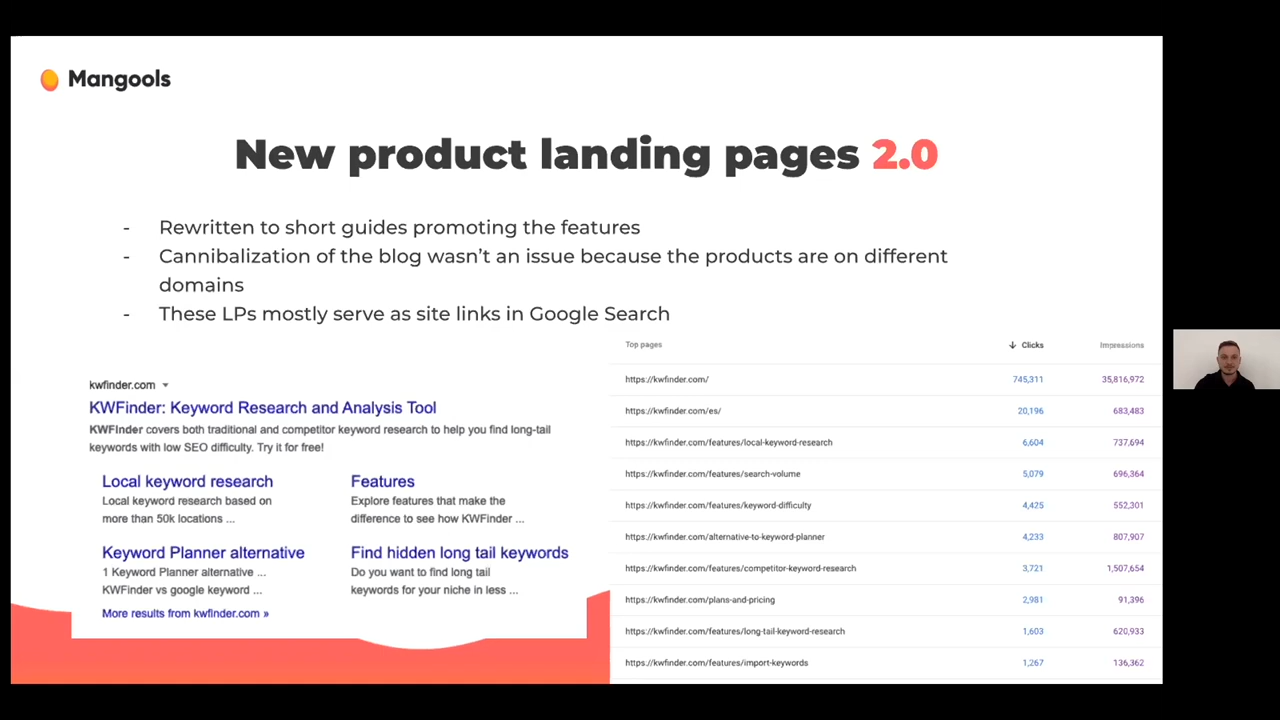 Mangools
New product landing pages 2.0
- Rewritten to short guides promoting the features
- Cannibalization of the blog wasn't an issue because the products are on different
domains
- These LPs mostly serve as site links in Google Search
kwfinder.com
KWFinder: Keyword Research and Analysis Tool
KWFinder covers both traditional and competitor keyword research to help you find long-tail
keywords with low SEO difficulty. Try it for free!
Local keyword research
Local keyword research based on
more than 50k locations ...
Features
Explore features that make the
difference to see how KWFinder ...
Keyword Planner alternative
1 Keyword Planner alternative ...
KWFinder vs google keyword ...
Find hidden long tail keywords
Do you want to find long tail
keywords for your niche in less ...
More results from kwfinder.com »
Top pages ↓ Clicks Impressions
https://kwfinder.com/ 745,311 35,816,972
https://kwfinder.com/es/ 20,196 683,483
https://kwfinder.com/features/local-keyword-research 6,604 737,694
https://kwfinder.com/features/search-volume 5,079 696,364
https://kwfinder.com/features/keyword-difficulty 4,425 552,301
https://kwfinder.com/alternative-to-keyword-planner 4,233 807,907
https://kwfinder.com/features/competitor-keyword-research 3,721 1,507,654
https://kwfinder.com/plans-and-pricing 2,981 91,396
https://kwfinder.com/features/long-tail-keyword-research 1,603 620,933
https://kwfinder.com/features/import-keywords 1,267 136,362